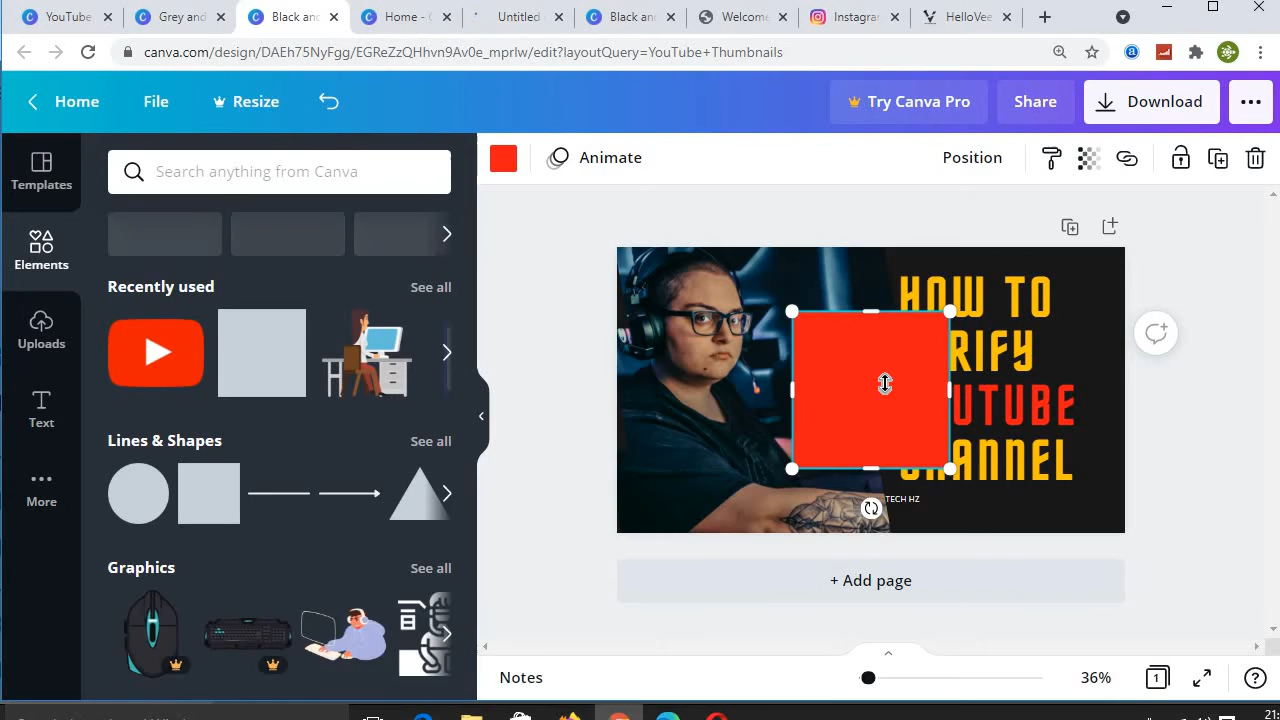 YouTube
Grey and
Black and
Home - C
Untitled
Black and
Welcome
Instagram
HelloVee
canva.com/design/DAEh75NyFgg/EGReZzQHhvn9Av0e_mprIw/edit?layoutQuery=YouTube+Thumbnails
Home
File
Resize
Try Canva Pro
Share
Download
Animate
Position
Templates
Elements
Uploads
Text
More
Search anything from Canva
Recently used
See all
Lines & Shapes
See all
Graphics
See all
HOW TO
RIFY
UTUBE
HANNEL
TECH HZ
+ Add page
Notes
36%
1